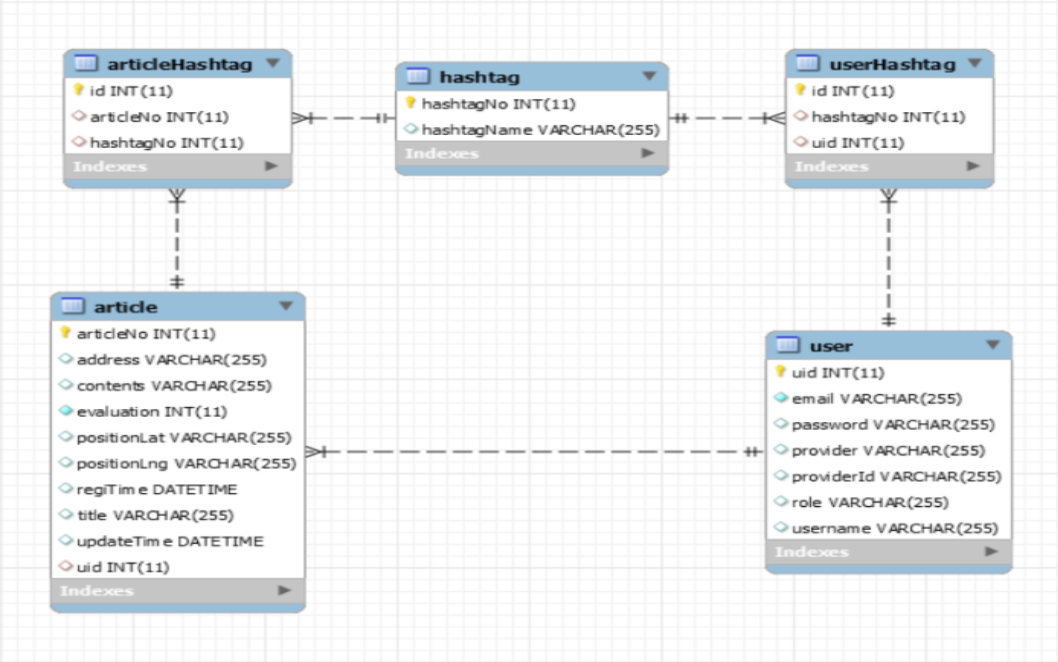 articleHashtag
id INT(11)
articleNo INT(11)
hashtagNo INT(11)
Indexes
hashtag
hashtagNo INT(11)
hashtagName VARCHAR(255)
Indexes
userHashtag
id INT(11)
hashtagNo INT(11)
uid INT(11)
Indexes
article
articleNo INT(11)
address VARCHAR(255)
contents VARCHAR(255)
evaluation INT(11)
positionLat VARCHAR(255)
positionLng VARCHAR(255)
regiTime DATETIME
title VARCHAR(255)
updateTime DATETIME
uid INT(11)
Indexes
user
uid INT(11)
email VARCHAR(255)
password VARCHAR(255)
provider VARCHAR(255)
providerId VARCHAR(255)
role VARCHAR(255)
username VARCHAR(255)
Indexes